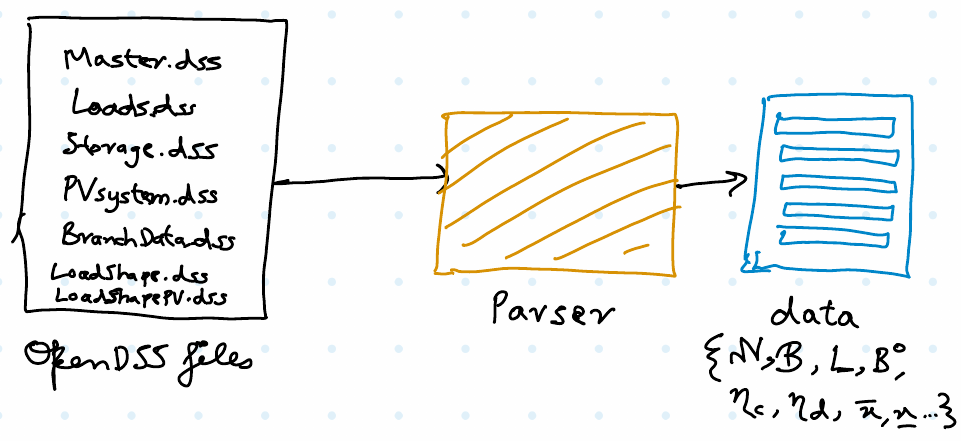 Master.dss
Loads.dss
Storage.dss
PVsystem.dss
BranchData.dss
LoadShape.dss
LoadShapePV.dss
OpenDSS files
Parser
data
{N, B, L, B⁰,
η_c, η_d, x̅, x̲ ...}